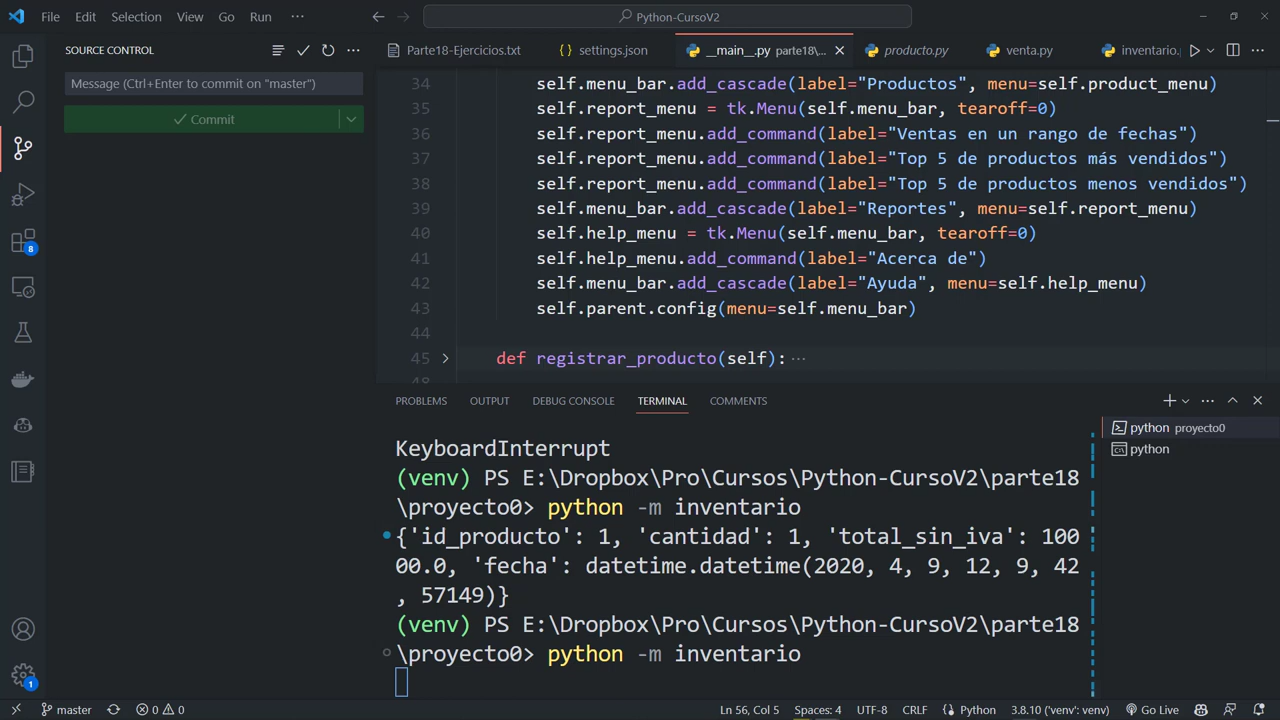 File Edit Selection View Go Run ··· Python-CursoV2
SOURCE CONTROL
Message (Ctrl+Enter to commit on "master")
Commit
Parte18-Ejercicios.txt settings.json __main__.py parte18\... producto.py venta.py inventario.
34 self.menu_bar.add_cascade(label="Productos", menu=self.product_menu)
35 self.report_menu = tk.Menu(self.menu_bar, tearoff=0)
36 self.report_menu.add_command(label="Ventas en un rango de fechas")
37 self.report_menu.add_command(label="Top 5 de productos más vendidos")
38 self.report_menu.add_command(label="Top 5 de productos menos vendidos")
39 self.menu_bar.add_cascade(label="Reportes", menu=self.report_menu)
40 self.help_menu = tk.Menu(self.menu_bar, tearoff=0)
41 self.help_menu.add_command(label="Acerca de")
42 self.menu_bar.add_cascade(label="Ayuda", menu=self.help_menu)
43 self.parent.config(menu=self.menu_bar)
44
45 def registrar_producto(self): ···
PROBLEMS OUTPUT DEBUG CONSOLE TERMINAL COMMENTS
KeyboardInterrupt
(venv) PS E:\Dropbox\Pro\Cursos\Python-CursoV2\parte18
\proyecto0> python -m inventario
{'id_producto': 1, 'cantidad': 1, 'total_sin_iva': 100
00.0, 'fecha': datetime.datetime(2020, 4, 9, 12, 9, 42
, 57149)}
(venv) PS E:\Dropbox\Pro\Cursos\Python-CursoV2\parte18
\proyecto0> python -m inventario
python proyecto0
python
8
1
master 0 0 Ln 56, Col 5 Spaces: 4 UTF-8 CRLF Python 3.8.10 ('venv': venv) Go Live